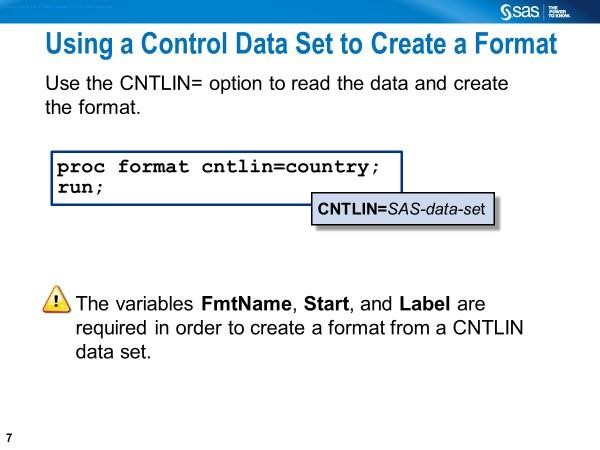 sas THE POWER TO KNOW.
Using a Control Data Set to Create a Format
Use the CNTLIN= option to read the data and create
the format.
proc format cntlin=country;
run;
CNTLIN=SAS-data-set
The variables FmtName, Start, and Label are
required in order to create a format from a CNTLIN
data set.
7